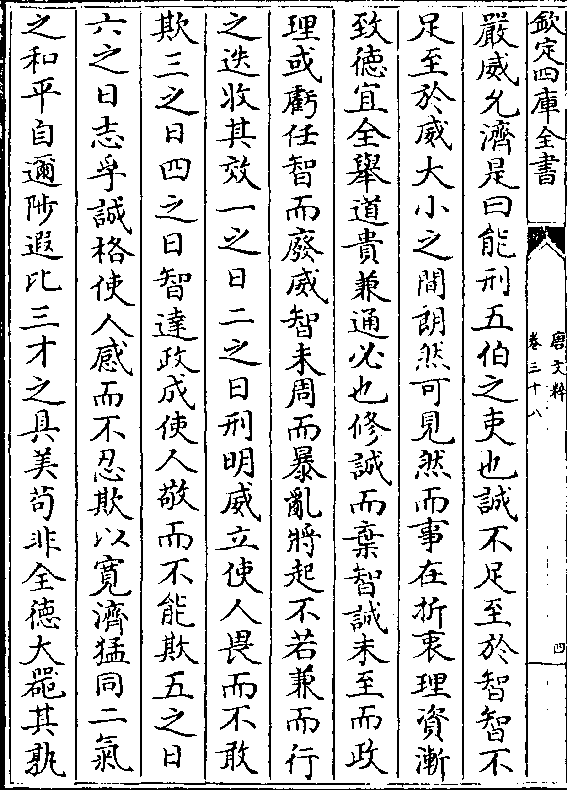 欽定四庫全書
唐文粹
卷三十八
四
嚴威允濟是曰能刑五伯之吏也誠不足至於智智不
足至於威大小之間朗然可見然而事在折衷理資漸
致德宜全舉道貴兼通必也修誠而棄智誠未至而政
理或虧任智而廢威智未周而暴亂將起不若兼而行
之迭收其效一之日二之日刑明威立使人畏而不敢
欺三之日四之日智達政成使人敬而不能欺五之日
六之日志孚誠格使人感而不忍欺以寛濟猛同二氣
之和平自邇陟遐比三才之具美茍非全德大噐其孰